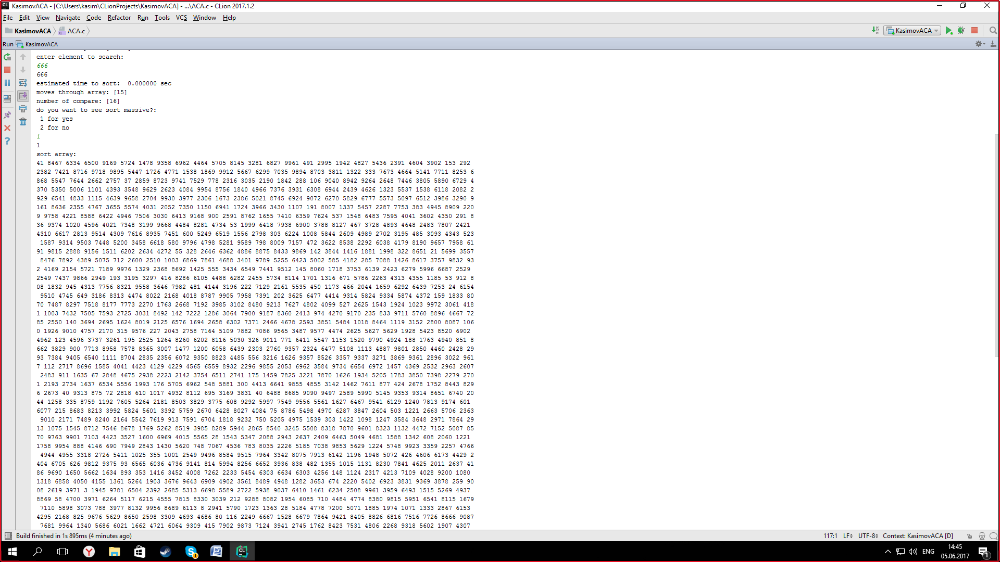 KasimovACA - [C:\Users\kasim\CLionProjects\KasimovACA] - ...\ACA.c - CLion 2017.1.2
File Edit View Navigate Code Refactor Run Tools VCS Window Help
KasimovACA ACA.c KasimovACA
Run KasimovACA
enter element to search:
666
666
estimated time to sort:  0.000000 sec
moves through array: [15]
number of compare: [16]
do you want to see sort massive?:
1 for yes
2 for no
1
1
sort array:
41 8467 6334 6500 9169 5724 1478 9358 6962 4464 5705 8145 3281 6827 9961 491 2995 1942 4827 5436 2391 4604 3902 153 292
2382 7421 8716 9718 9895 5447 1726 4771 1538 1869 9912 5667 6299 7035 9894 8703 3811 1322 333 7673 4664 5141 7711 8253 6
868 5547 7644 2662 2757 37 2859 8723 9741 7529 778 2316 3035 2190 1842 288 106 9040 8942 9264 2648 7446 3805 5890 6729 4
370 5350 5006 1101 4393 3548 9629 2623 4084 9954 8756 1840 4966 7376 3931 6308 6944 2439 4626 1323 5537 1538 6118 2082 2
929 6541 4833 1115 4639 9658 2704 9930 3977 2306 1673 2386 5021 8745 6924 9072 6270 5829 6777 5573 5097 6512 3986 3290 9
161 8636 2355 4767 3655 5574 4031 2052 7350 1150 6941 1724 3966 3430 1107 191 8007 1337 5457 2287 7753 383 4945 8909 220
9 9758 4221 8588 6422 4946 7506 3030 6413 9168 900 2591 8762 1655 7410 6359 7624 537 1548 6483 7595 4041 3602 4350 291 8
36 9374 1020 4596 4021 7348 3199 9668 4484 8281 4734 53 1999 6418 7938 6900 3788 8127 467 3728 4893 4648 2483 7807 2421
4310 6617 2813 9514 4309 7616 8935 7451 600 5249 6519 1556 2798 303 6224 1008 5844 2609 4989 2702 3195 485 3093 4343 523
1587 9314 9503 7448 5200 3458 6618 580 9796 4798 5281 9589 798 8009 7157 472 3622 8538 2292 6038 4179 8190 9657 7958 61
91 9815 2888 9156 1511 6202 2634 4272 55 328 2646 6362 4886 8875 8433 9869 142 3844 1416 1881 1998 322 8651 21 5699 3557
8476 7892 4389 5075 712 2600 2510 1003 6869 7861 4688 3401 9789 5255 6423 5002 585 4182 285 7088 1426 8617 3757 9832 93
2 4169 2154 5721 7189 9976 1329 2368 8692 1425 555 3434 6549 7441 9512 145 8060 1718 3753 6139 2423 6279 5996 6687 2529
2549 7437 9866 2949 193 3195 3297 416 8286 6105 4488 6282 2455 5734 8114 1701 1316 671 5786 2263 4313 4355 1185 53 912 8
08 1832 945 4313 7756 8321 9558 3646 7982 481 4144 3196 222 7129 2161 5535 450 1173 466 2044 1659 6292 6439 7253 24 6154
9510 4745 649 3186 8313 4474 8022 2168 4018 8787 9905 7958 7391 202 3625 6477 4414 9314 5824 9334 5874 4372 159 1833 80
70 7487 8297 7518 8177 7773 2270 1763 2668 7192 3985 3102 8480 9213 7627 4802 4099 527 2625 1543 1924 1023 9972 3061 418
1 1003 7432 7505 7593 2725 3031 8492 142 7222 1286 3064 7900 9187 8360 2413 974 4270 9170 235 833 9711 5760 8896 4667 72
85 2550 140 3694 2695 1624 8019 2125 6576 1694 2658 6302 7371 2466 4678 2593 3851 5484 1018 8464 1119 3152 2800 8087 106
0 1926 9010 4757 2170 315 9576 227 2043 2758 7164 5109 7882 7086 9565 3487 9577 4474 2625 5627 5629 1928 5423 8520 6902
4962 123 4596 3737 3261 195 2525 1264 8260 6202 8116 5030 326 9011 771 6411 5547 1153 1520 9790 4924 188 1763 4940 851 8
662 3829 900 7713 8958 7578 8365 3007 1477 1200 6058 6439 2303 2760 9357 2324 6477 5108 1113 4887 9801 2850 4460 2428 29
93 7384 9405 6540 1111 8704 2835 2356 6072 9350 8823 4485 556 3216 1626 9357 8526 3357 9337 3271 3869 9361 2896 3022 961
7 112 2717 8696 1585 4041 4423 4129 4229 4565 6559 8932 2296 9855 2053 6962 3584 9734 6654 6972 1457 4369 2532 2963 2607
2483 911 1635 67 2848 4675 2938 2223 2142 3754 6511 2741 175 1459 7825 3221 7870 1626 1934 5205 1783 3850 7398 2279 270
1 2193 2734 1637 6534 5556 1993 176 5705 6962 548 5881 300 4413 6641 9855 4855 3142 1462 7611 877 424 2678 1752 8443 829
6 2673 40 9313 875 72 2818 610 1017 4932 8112 695 3169 3831 40 6488 8685 9090 9497 2589 5990 5145 9353 9314 8651 6740 20
44 1258 335 8759 1192 7605 5264 2181 8503 3829 3775 608 9292 5997 7549 9556 5561 1627 6467 9541 6129 1240 7813 9174 601
6077 215 8683 8213 3992 5824 5601 3392 5759 2670 6428 8027 4084 75 8786 5498 4970 6287 3847 2604 503 1221 2663 5706 2363
9010 2171 7489 8240 2164 5542 7619 913 7591 6704 1818 9232 750 5205 4975 1539 303 1422 1098 1247 3584 3648 2971 7864 29
13 1075 1545 8712 7546 8678 1769 5262 8519 3985 8289 5944 2865 8540 3245 5508 8318 7870 9601 8323 1132 4472 7152 5087 85
70 9763 9901 7103 4423 3527 1600 6969 4015 5565 28 1543 5347 2088 2943 2637 2409 6463 5049 4681 1588 1342 608 2060 1221
1758 9954 888 4146 690 7949 2843 1430 5620 748 7067 4536 783 8035 2226 5185 7038 9853 5629 1224 5748 9923 3359 2257 4766
4944 4955 3318 2726 5411 1025 355 1001 2549 9496 8584 9515 7964 3342 8075 7913 6142 1196 1948 5072 426 4606 6173 4429 2
404 6705 626 9812 9375 93 6565 6036 4736 9141 814 5994 8256 6652 3936 838 482 1355 1015 1131 8230 7841 4625 2011 2637 41
86 9690 1650 5662 1634 893 353 1416 3452 4008 7262 2233 5454 6303 6634 6303 4256 148 1124 2317 4213 7109 4028 9200 1080
1318 6858 4050 4155 1361 5264 1903 3676 9643 6909 4902 3561 8489 4948 1282 3653 674 2220 5402 6923 3831 9369 3878 259 90
08 2619 3971 3 1945 9781 6504 2392 2685 5313 6698 5589 2722 5938 9037 6410 1461 6234 2508 9961 3959 6493 1515 5269 4937
8869 58 4700 3971 6264 5117 6215 4555 7815 8330 3039 212 9288 8082 1954 6085 710 4484 4774 8380 9815 5951 6541 8115 1679
7110 5898 3073 788 3977 8132 9956 8689 6113 8 2941 5790 1723 1363 28 5184 4778 7200 5071 1885 1974 1071 1333 2867 6153
4295 2168 825 9676 5629 8650 2598 3309 4693 4686 80 116 2249 6667 1528 6679 7864 9421 8405 8826 6816 7516 7726 8666 9087
7681 9964 1340 5686 6021 1662 4721 6064 9309 415 7902 9873 7124 3941 2745 1762 8423 7531 4806 2268 9318 5602 1907 4307
Build finished in 1s 895ms (4 minutes ago) 117:1 LF UTF-8 Context: KasimovACA [D]
ENG 14:45
05.06.2017